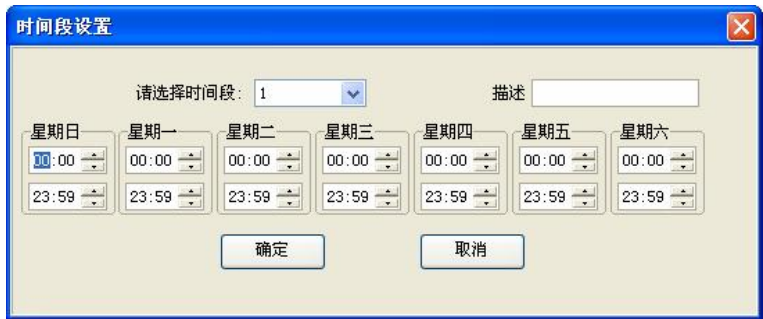 时间段设置
请选择时间段: 1 描述
星期日 星期一 星期二 星期三 星期四 星期五 星期六
00:00 00:00 00:00 00:00 00:00 00:00 00:00
23:59 23:59 23:59 23:59 23:59 23:59 23:59
确定 取消